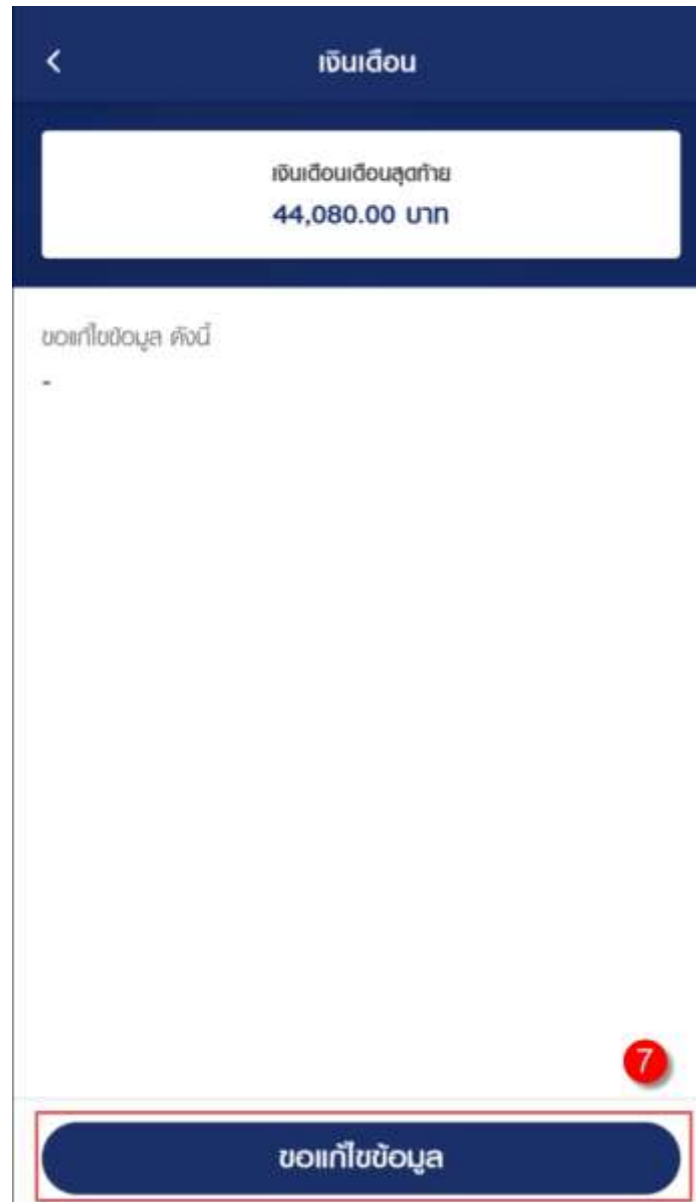 เงินเดือน
เงินเดือนเดือนสุดท้าย
44,080.00 บาท
ขอแก้ไขข้อมูล ดังนี้
-
7
ขอแก้ไขข้อมูล